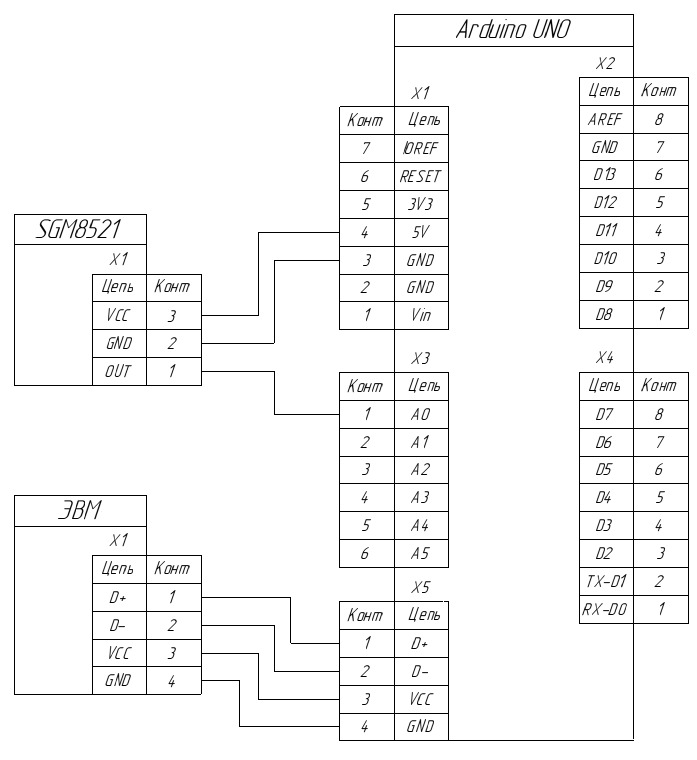 Arduino UNO
X2
Цепь Конт
AREF 8
GND 7
D13 6
D12 5
D11 4
D10 3
D9 2
D8 1
X1
Конт Цепь
7 IOREF
6 RESET
5 3V3
4 5V
3 GND
2 GND
1 Vin
SGM8521
X1
Цепь Конт
VCC 3
GND 2
OUT 1
X3
Конт Цепь
1 A0
2 A1
3 A2
4 A3
5 A4
6 A5
X4
Цепь Конт
D7 8
D6 7
D5 6
D4 5
D3 4
D2 3
TX-D1 2
RX-D0 1
ЭВМ
X1
Цепь Конт
D+ 1
D- 2
VCC 3
GND 4
X5
Конт Цепь
1 D+
2 D-
3 VCC
4 GND